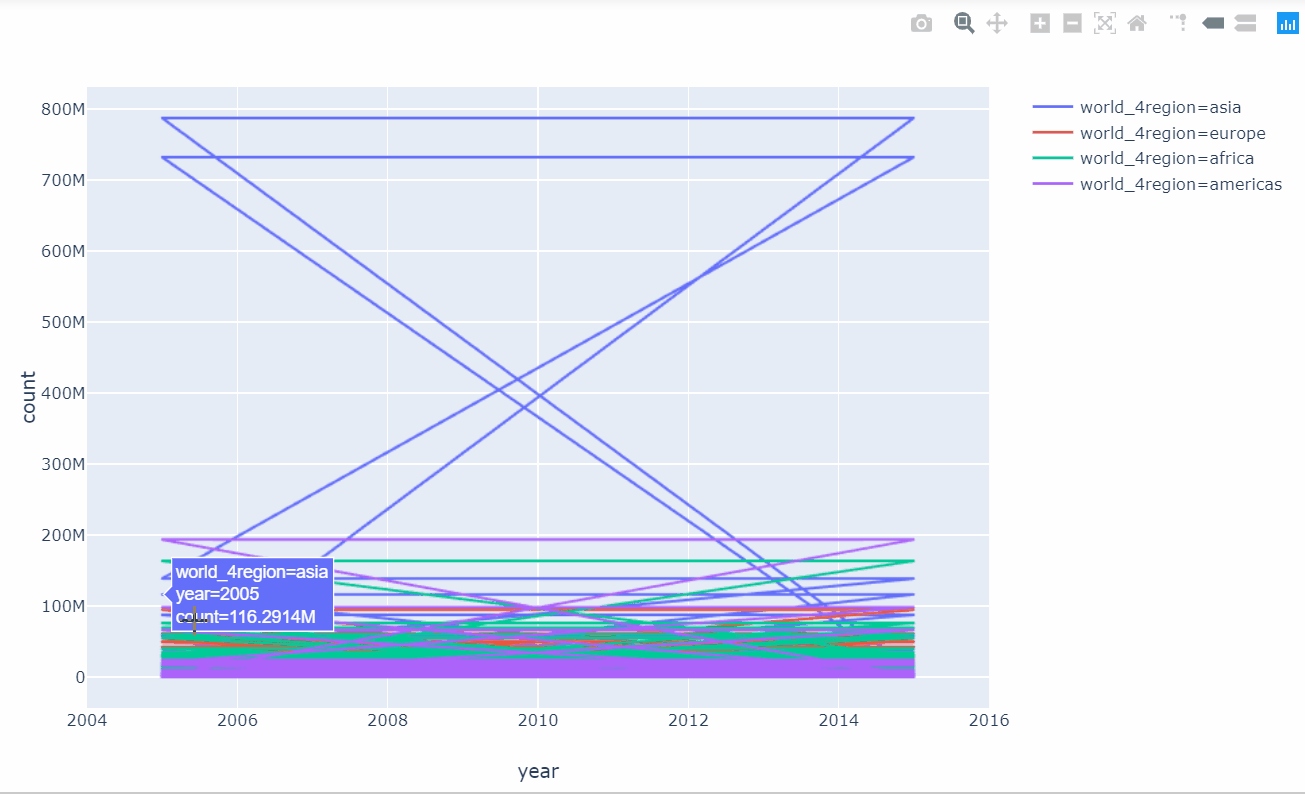 800M
700M
600M
500M
400M
300M
200M
100M
0
count
2004
2006
2008
2010
2012
2014
2016
year
world_4region=asia
year=2005
count=116.2914M
world_4region=asia
world_4region=europe
world_4region=africa
world_4region=americas